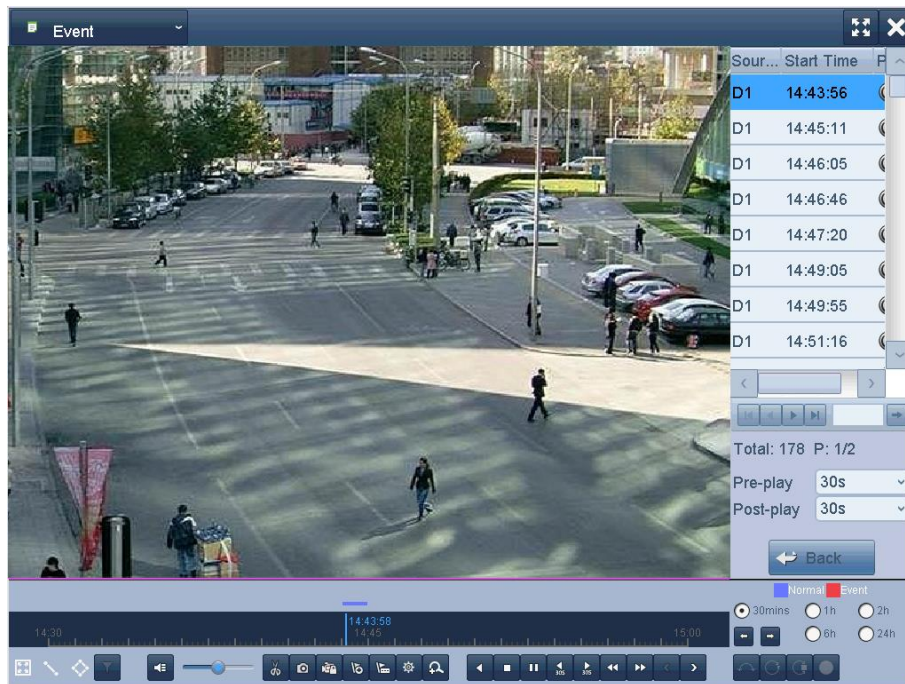 Event
Sour... Start Time P
D1 14:43:56
D1 14:45:11
D1 14:46:05
D1 14:46:46
D1 14:47:20
D1 14:49:05
D1 14:49:55
D1 14:51:16
Total: 178 P: 1/2
Pre-play 30s
Post-play 30s
Back
Normal Event
14:43:58
14:30 14:45 15:00
30mins 1h 2h
6h 24h
30S 30S